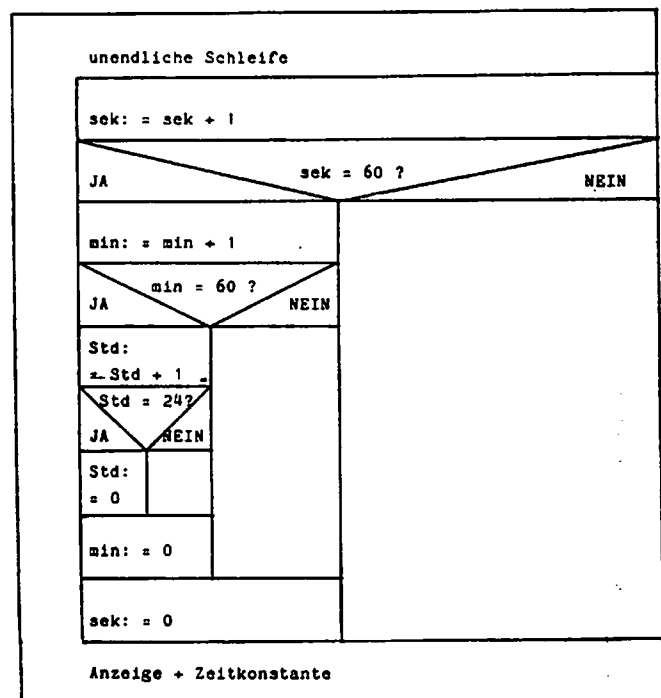 unendliche Schleife
sek: = sek + 1
sek = 60 ?
JA NEIN
min: = min + 1
min = 60 ?
JA NEIN
Std:
= Std + 1
Std = 24?
JA NEIN
Std:
= 0
min: = 0
sek: = 0
Anzeige + Zeitkonstante